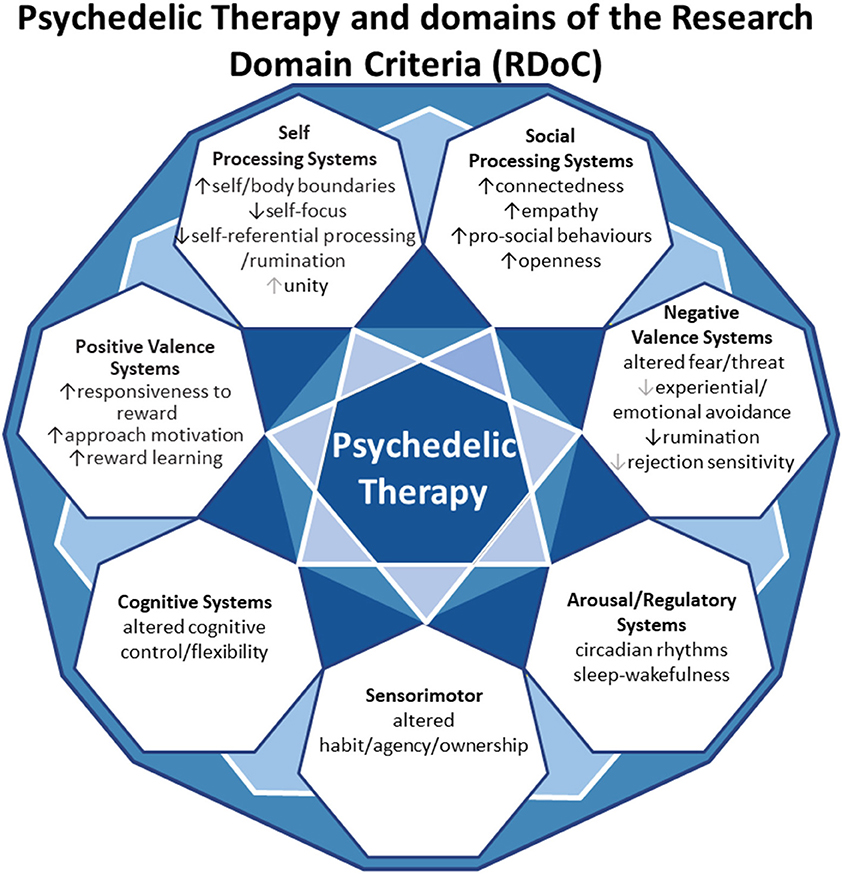 Psychedelic Therapy and domains of the Research
Domain Criteria (RDoC)
Self
Processing Systems
↑self/body boundaries
↓self-focus
↓self-referential processing
/rumination
↑unity
Social
Processing Systems
↑connectedness
↑empathy
↑pro-social behaviours
↑openness
Positive Valence
Systems
↑responsiveness to
reward
↑approach motivation
↑reward learning
Negative
Valence Systems
altered fear/threat
↓experiential/
emotional avoidance
↓rumination
↓rejection sensitivity
Psychedelic
Therapy
Cognitive Systems
altered cognitive
control/flexibility
Arousal/Regulatory
Systems
circadian rhythms
sleep-wakefulness
Sensorimotor
altered
habit/agency/ownership